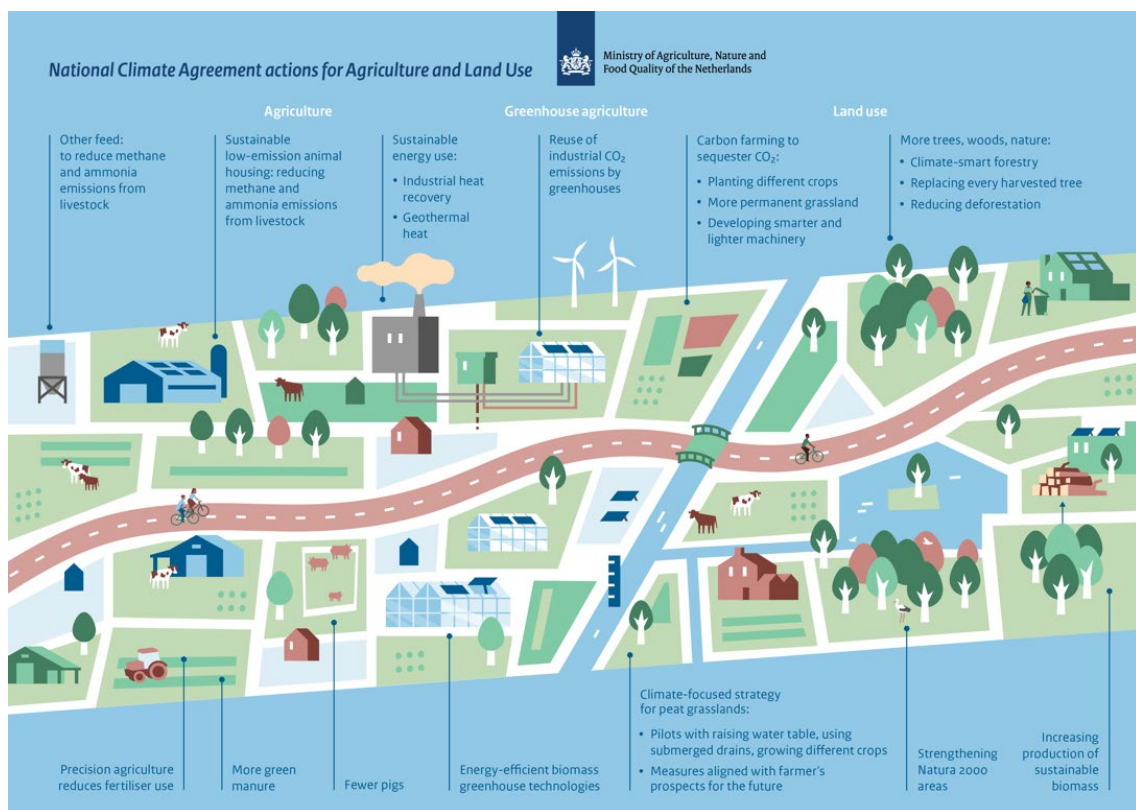 National Climate Agreement actions for Agriculture and Land Use
Ministry of Agriculture, Nature and
Food Quality of the Netherlands
Agriculture
Greenhouse agriculture
Land use
Other feed:
to reduce methane
and ammonia
emissions from
livestock
Sustainable
low-emission animal
housing: reducing
methane and
ammonia emissions
from livestock
Sustainable
energy use:
• Industrial heat
recovery
• Geothermal
heat
Reuse of
industrial CO₂
emissions by
greenhouses
Carbon farming to
sequester CO₂:
• Planting different crops
• More permanent grassland
• Developing smarter and
lighter machinery
More trees, woods, nature:
• Climate-smart forestry
• Replacing every harvested tree
• Reducing deforestation
Precision agriculture
reduces fertiliser use
More green
manure
Fewer pigs
Energy-efficient biomass
greenhouse technologies
Climate-focused strategy
for peat grasslands:
• Pilots with raising water table, using
submerged drains, growing different crops
• Measures aligned with farmer's
prospects for the future
Strengthening
Natura 2000
areas
Increasing
production of
sustainable
biomass